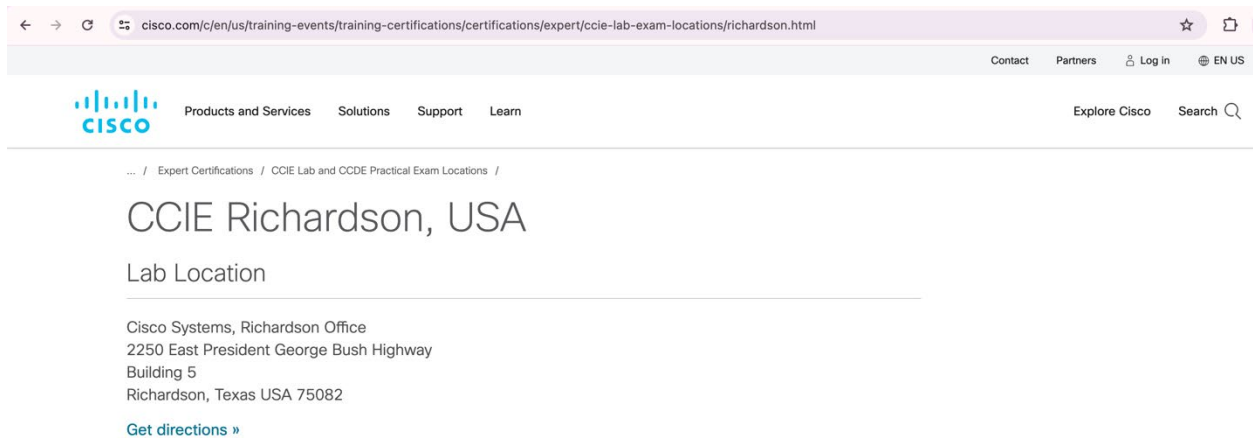 cisco.com/c/en/us/training-events/training-certifications/certifications/expert/ccie-lab-exam-locations/richardson.html
Contact Partners Log in EN US
CISCO Products and Services Solutions Support Learn Explore Cisco Search
... / Expert Certifications / CCIE Lab and CCDE Practical Exam Locations /
CCIE Richardson, USA
Lab Location
Cisco Systems, Richardson Office
2250 East President George Bush Highway
Building 5
Richardson, Texas USA 75082
Get directions »